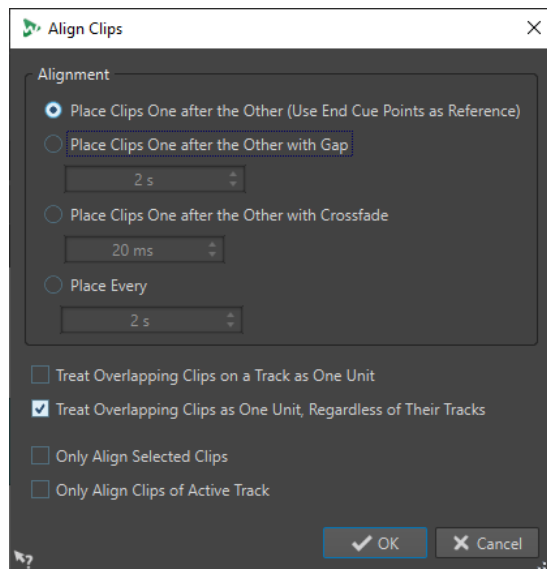 Align Clips
Alignment
Place Clips One after the Other (Use End Cue Points as Reference)
Place Clips One after the Other with Gap
2 s
Place Clips One after the Other with Crossfade
20 ms
Place Every
2 s
Treat Overlapping Clips on a Track as One Unit
Treat Overlapping Clips as One Unit, Regardless of Their Tracks
Only Align Selected Clips
Only Align Clips of Active Track
OK Cancel
?